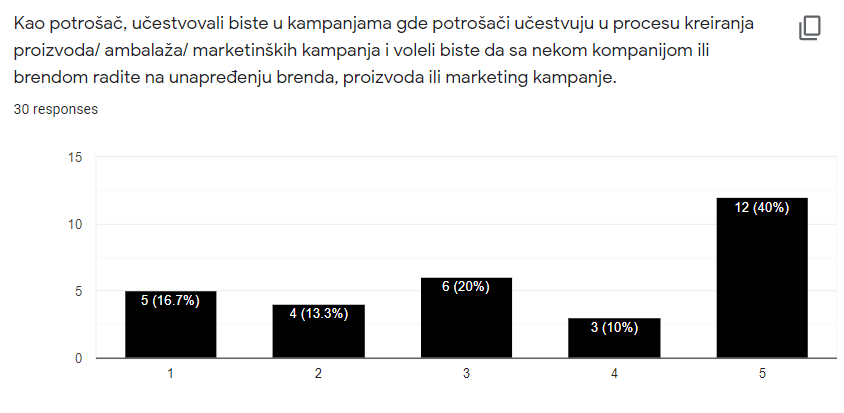 Kao potrošač, učestvovali biste u kampanjama gde potrošači učestvuju u procesu kreiranja
proizvoda/ ambalaža/ marketinških kampanja i voleli biste da sa nekom kompanijom ili
brendom radite na unapređenju brenda, proizvoda ili marketing kampanje.
30 responses
15
10
5
0
5 (16.7%)
4 (13.3%)
6 (20%)
3 (10%)
12 (40%)
1 2 3 4 5